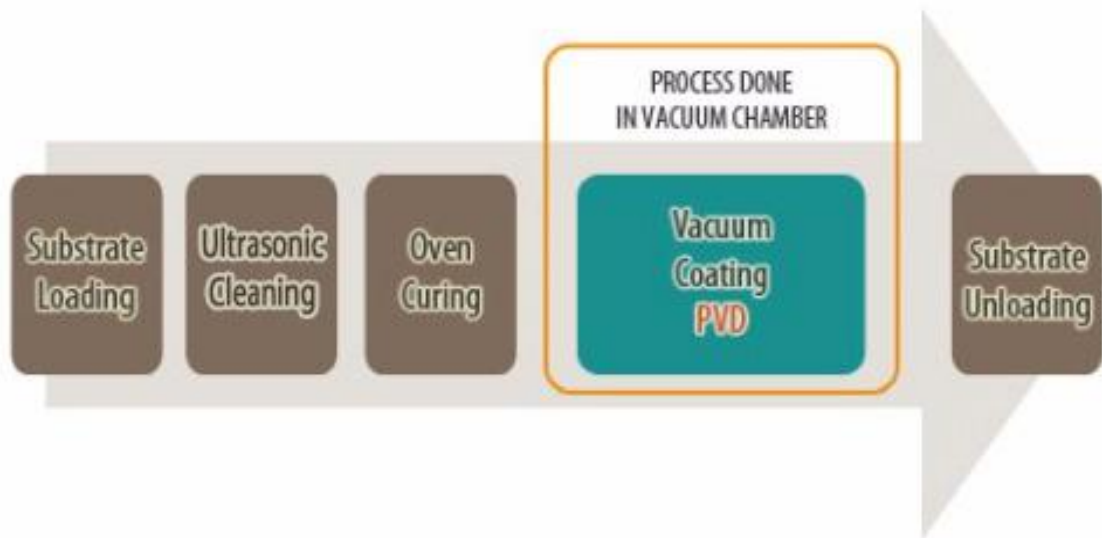 PROCESS DONE
IN VACUUM CHAMBER
Substrate
Loading
Ultrasonic
Cleaning
Oven
Curing
Vacuum
Coating
PVD
Substrate
Unloading